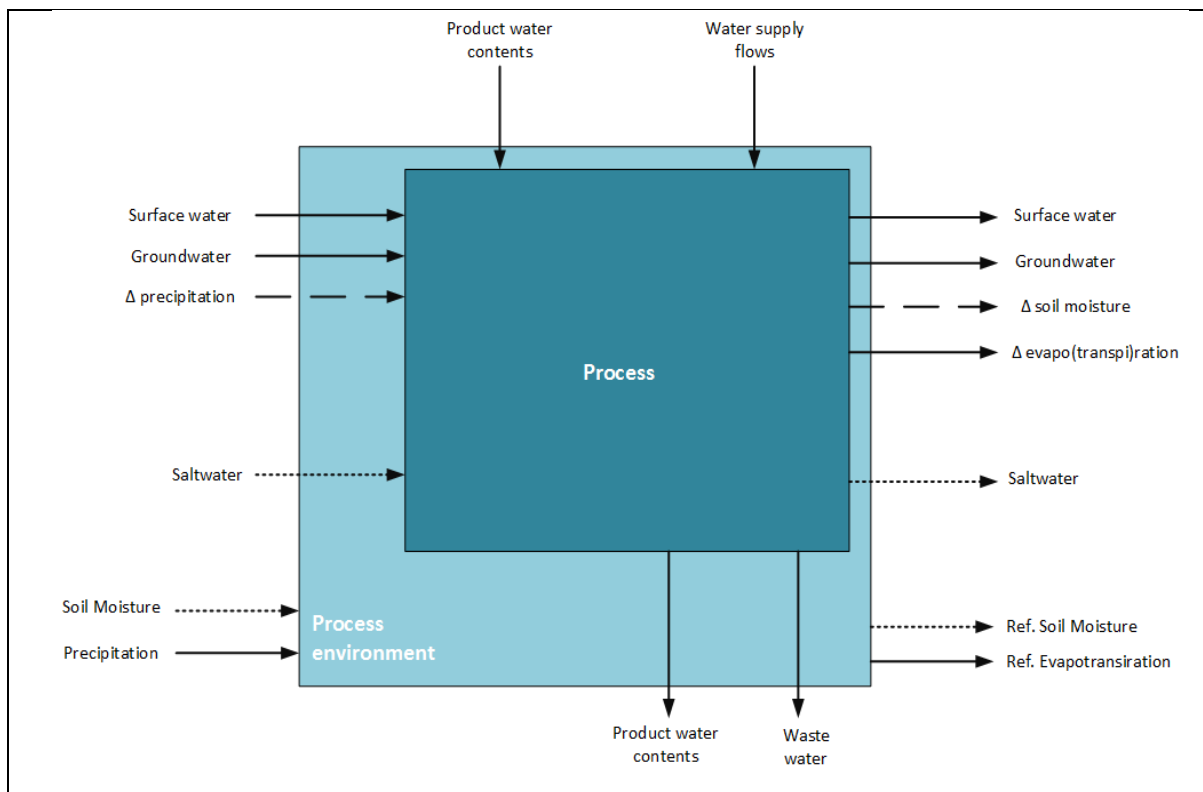 Product water
contents
Water supply
flows
Surface water
Groundwater
Δ precipitation
Saltwater
Soil Moisture
Precipitation
Process
Process
environment
Surface water
Groundwater
Δ soil moisture
Δ evapo(transpi)ration
Saltwater
Ref. Soil Moisture
Ref. Evapotransiration
Product water
contents
Waste
water